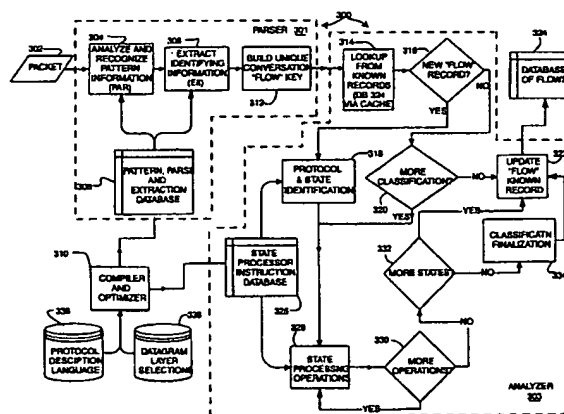 PARSER 301
300
302
PACKET
304
ANALYZE AND
RECOGNIZE
PATTERN
INFORMATION
(PAR)
306
EXTRACT
IDENTIFYING
INFORMATION
(EX)
BUILD UNIQUE
CONVERSATION
"FLOW" KEY
312
314
LOOKUP
FROM
KNOWN
RECORDS
(DB 324
VIA CACHE)
316
NEW "FLOW"
RECORD?
YES
NO
324
DATABASE
OF FLOWS
308
PATTERN, PARSE
AND
EXTRACTION
DATABASE
318
PROTOCOL
& STATE
IDENTIFICATION
MORE
CLASSIFICATION?
320
NO
YES
322
UPDATE "FLOW"
KNOWN
RECORD
310
COMPILER
AND
OPTIMIZER
STATE
PROCESSOR
INSTRUCTION
DATABASE
326
YES
332
MORE STATES?
NO
CLASSIFICATN
FINALIZATION
334
336
PROTOCOL
DESCIPTION
LANGUAGE
338
DATAGRAM
LAYER
SELECTIONS
328
STATE
PROCESSNG
OPERATIONS
330
MORE
OPERATIONS?
NO
YES
ANALYZER
303